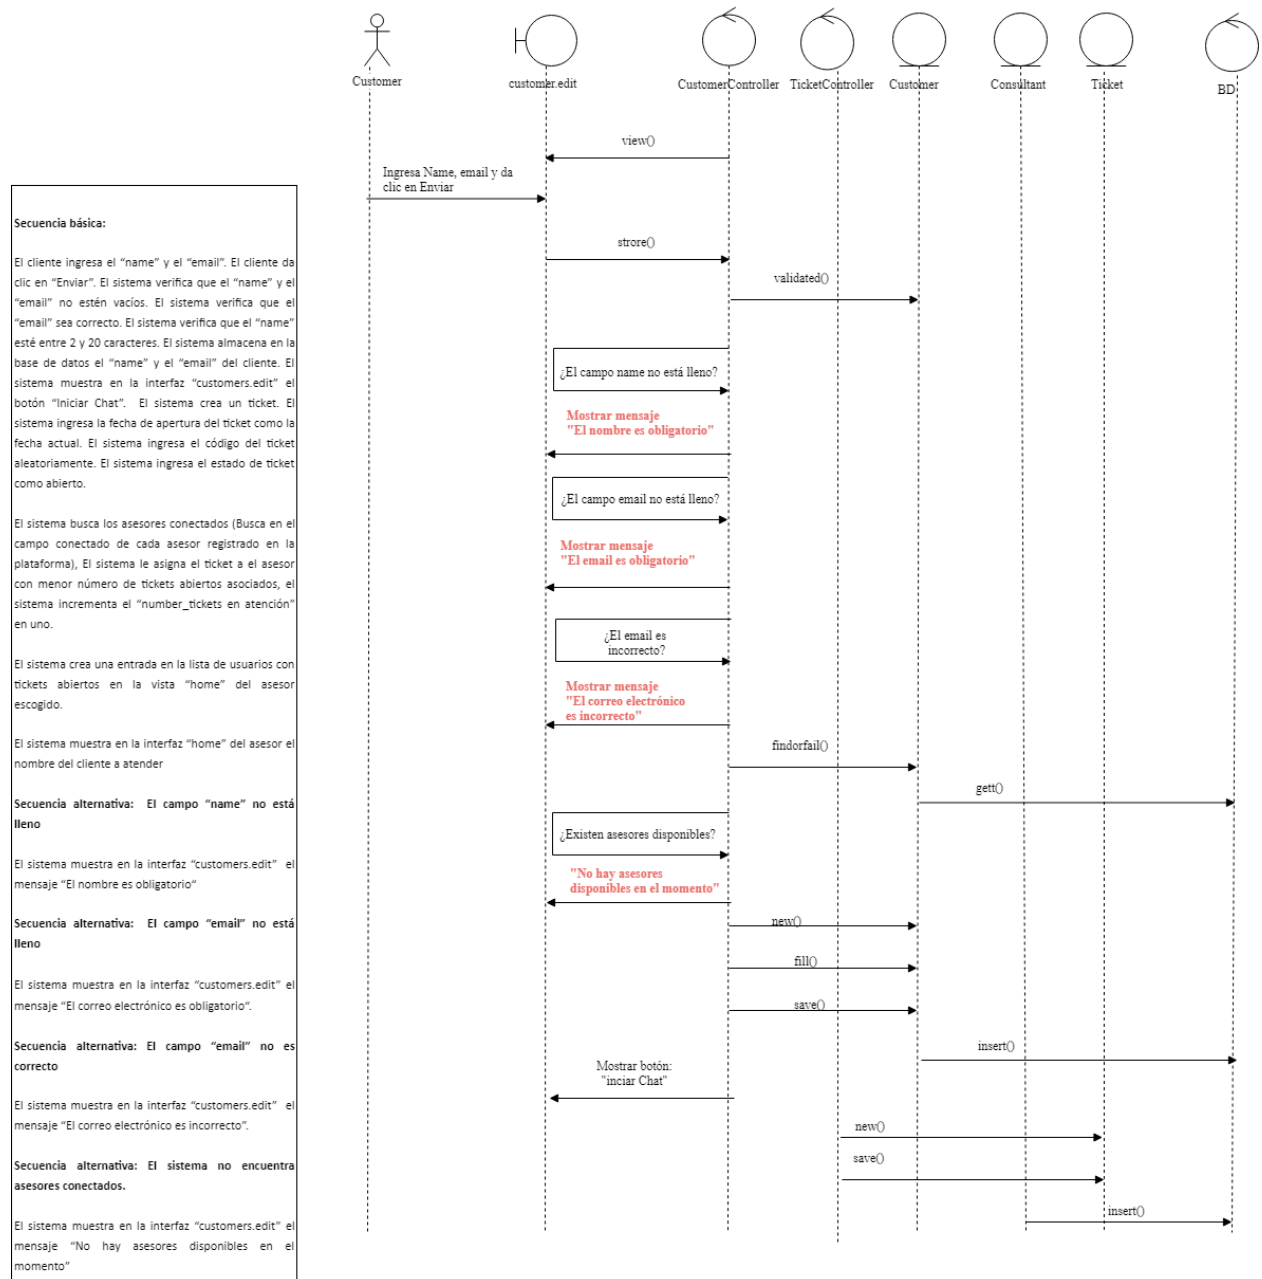 Customer
customer.edit
CustomerController
TicketController
Customer
Consultant
Ticket
BD
view()
Ingresa Name, email y da
clic en Enviar
strore()
validated()
¿El campo name no está lleno?
Mostrar mensaje
"El nombre es obligatorio"
¿El campo email no está lleno?
Mostrar mensaje
"El email es obligatorio"
¿El email es
incorrecto?
Mostrar mensaje
"El correo electrónico
es incorrecto"
findorfail()
gett()
¿Existen asesores disponibles?
"No hay asesores
disponibles en el momento"
new()
fill()
save()
insert()
Mostrar botón:
"inciar Chat"
new()
save()
insert()
Secuencia básica:
El cliente ingresa el “name” y el “email”. El cliente da
clic en “Enviar”. El sistema verifica que el “name” y el
“email” no estén vacíos. El sistema verifica que el
“email” sea correcto. El sistema verifica que el “name”
esté entre 2 y 20 caracteres. El sistema almacena en la
base de datos el “name” y el “email” del cliente. El
sistema muestra en la interfaz “customers.edit” el
botón “Iniciar Chat”. El sistema crea un ticket. El
sistema ingresa la fecha de apertura del ticket como la
fecha actual. El sistema ingresa el código del ticket
aleatoriamente. El sistema ingresa el estado de ticket
como abierto.
El sistema busca los asesores conectados (Busca en el
campo conectado de cada asesor registrado en la
plataforma), El sistema le asigna el ticket a el asesor
con menor número de tickets abiertos asociados, el
sistema incrementa el “number_tickets en atención”
en uno.
El sistema crea una entrada en la lista de usuarios con
tickets abiertos en la vista “home” del asesor
escogido.
El sistema muestra en la interfaz “home” del asesor el
nombre del cliente a atender
Secuencia alternativa: El campo “name” no está
lleno
El sistema muestra en la interfaz “customers.edit” el
mensaje “El nombre es obligatorio”
Secuencia alternativa: El campo “email” no está
lleno
El sistema muestra en la interfaz “customers.edit” el
mensaje “El correo electrónico es obligatorio”.
Secuencia alternativa: El campo “email” no es
correcto
El sistema muestra en la interfaz “customers.edit” el
mensaje “El correo electrónico es incorrecto”.
Secuencia alternativa: El sistema no encuentra
asesores conectados.
El sistema muestra en la interfaz “customers.edit” el
mensaje “No hay asesores disponibles en el
momento”